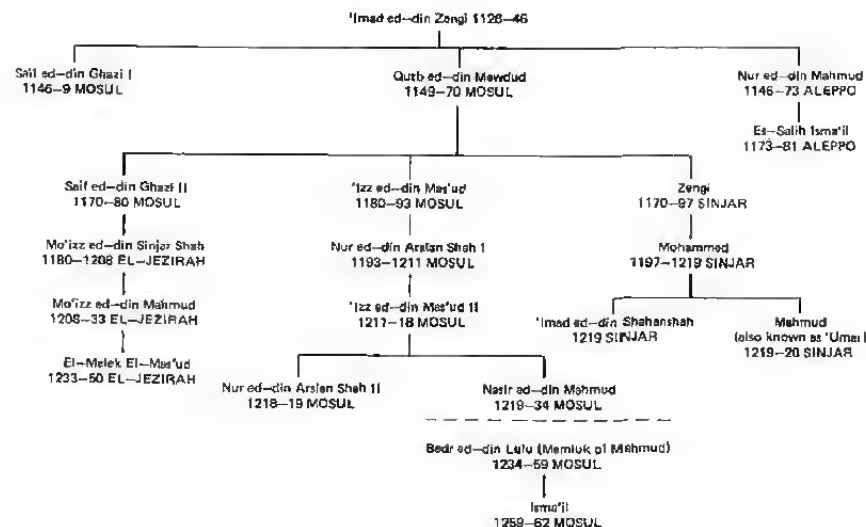 'Imad ed-din Zengi 1128-46
Saif ed-din Ghazi I
1146-9 MOSUL
Qutb ed-din Mawdud
1149-70 MOSUL
Nur ed-din Mahmud
1146-73 ALEPPO
Es-Salih Isma'il
1173-81 ALEPPO
Saif ed-din Ghazi II
1170-80 MOSUL
'Izz ed-din Mas'ud
1180-93 MOSUL
Zengi
1170-97 SINJAR
Mo'izz ed-din Sinjar Shah
1180-1208 EL-JEZIRAH
Nur ed-din Arslan Shah I
1193-1211 MOSUL
Mohammed
1197-1219 SINJAR
Mo'izz ed-din Mahmud
1208-33 EL-JEZIRAH
'Izz ed-din Mas'ud II
1211-18 MOSUL
'Imad ed-din Shahanshah
1219 SINJAR
Mahmud
(also known as 'Umar)
1219-20 SINJAR
El-Melek El-Mas'ud
1233-50 EL-JEZIRAH
Nur ed-din Arslan Shah II
1218-19 MOSUL
Nasir ed-din Mahmud
1219-34 MOSUL
Bedr ed-din Lulu (Memluk of Mahmud)
1234-59 MOSUL
Isma'il
1259-62 MOSUL